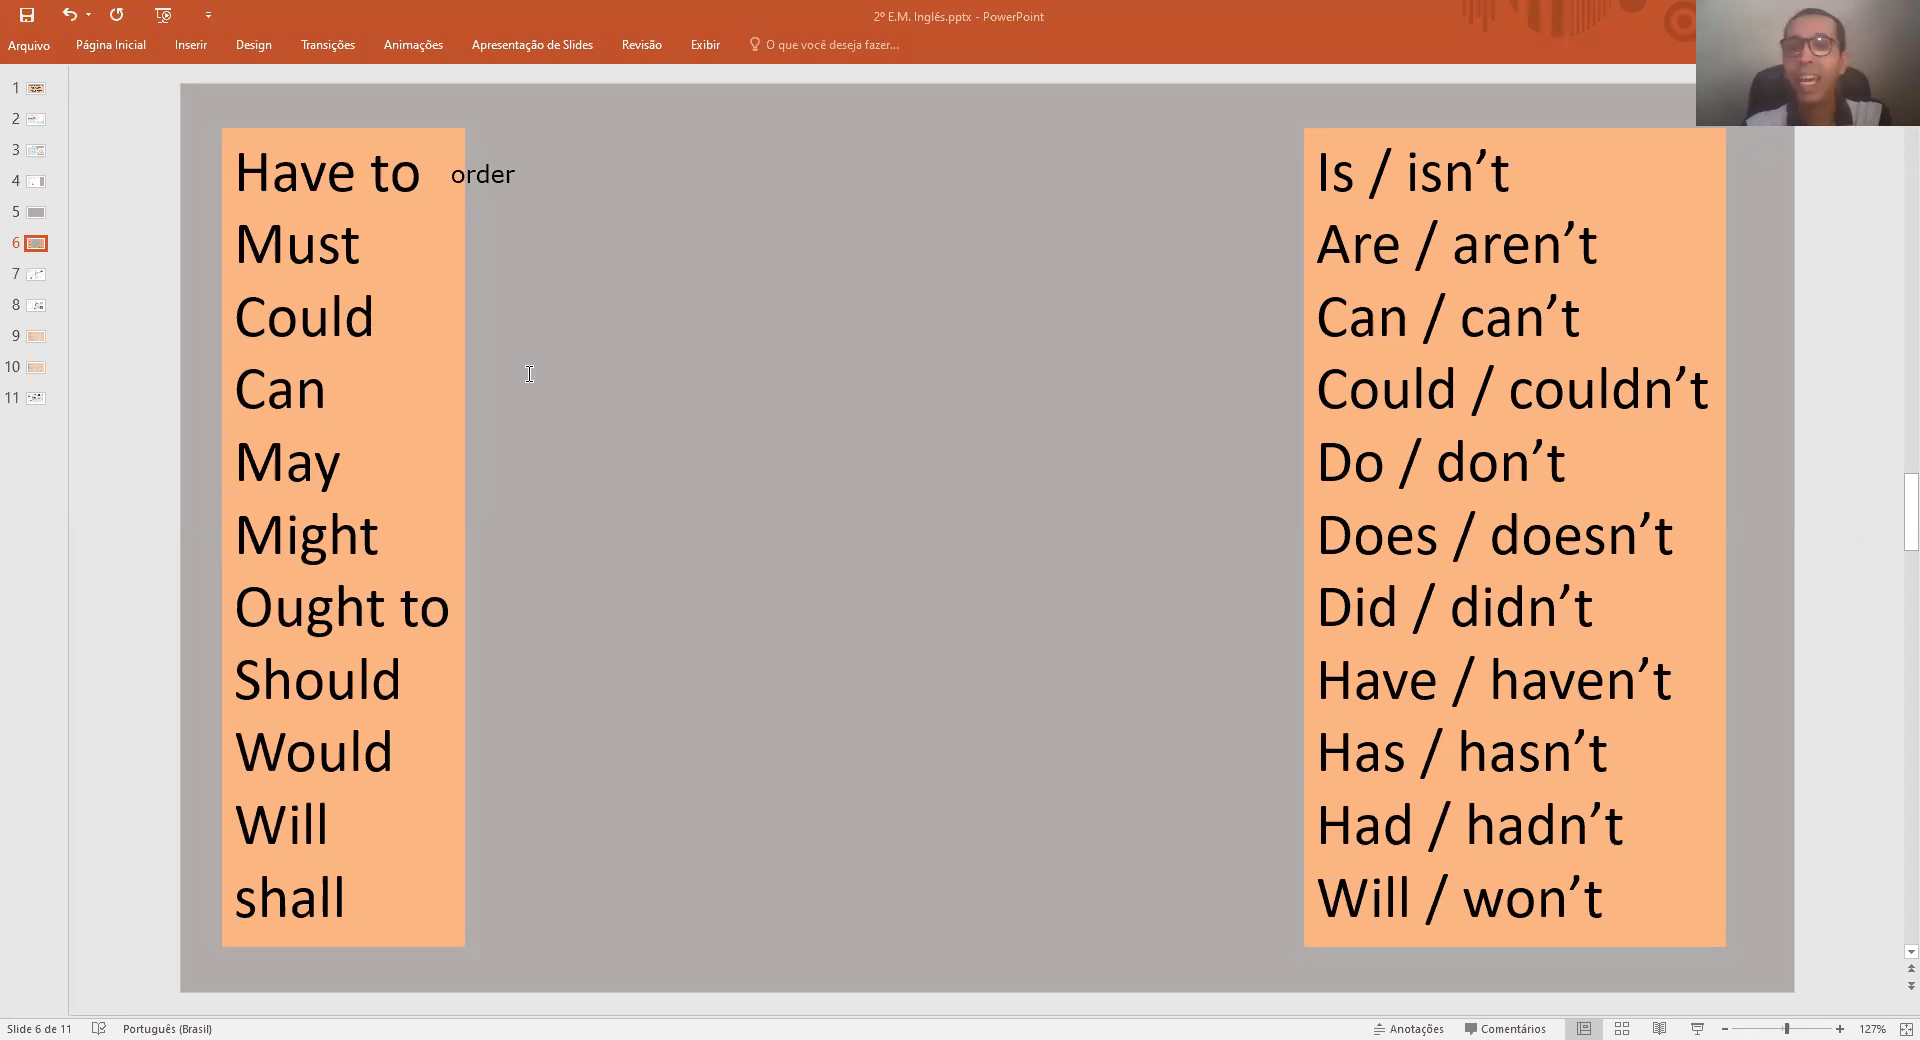 2º E.M. Inglês.pptx - PowerPoint
Arquivo Página Inicial Inserir Design Transições Animações Apresentação de Slides Revisão Exibir O que você deseja fazer...
1
2
3
4
5
6
7
8
9
10
11
Have to order
Must
Could
Can
May
Might
Ought to
Should
Would
Will
shall
Is / isn’t
Are / aren’t
Can / can’t
Could / couldn’t
Do / don’t
Does / doesn’t
Did / didn’t
Have / haven’t
Has / hasn’t
Had / hadn’t
Will / won’t
Slide 6 de 11 Português (Brasil) Anotações Comentários 127%